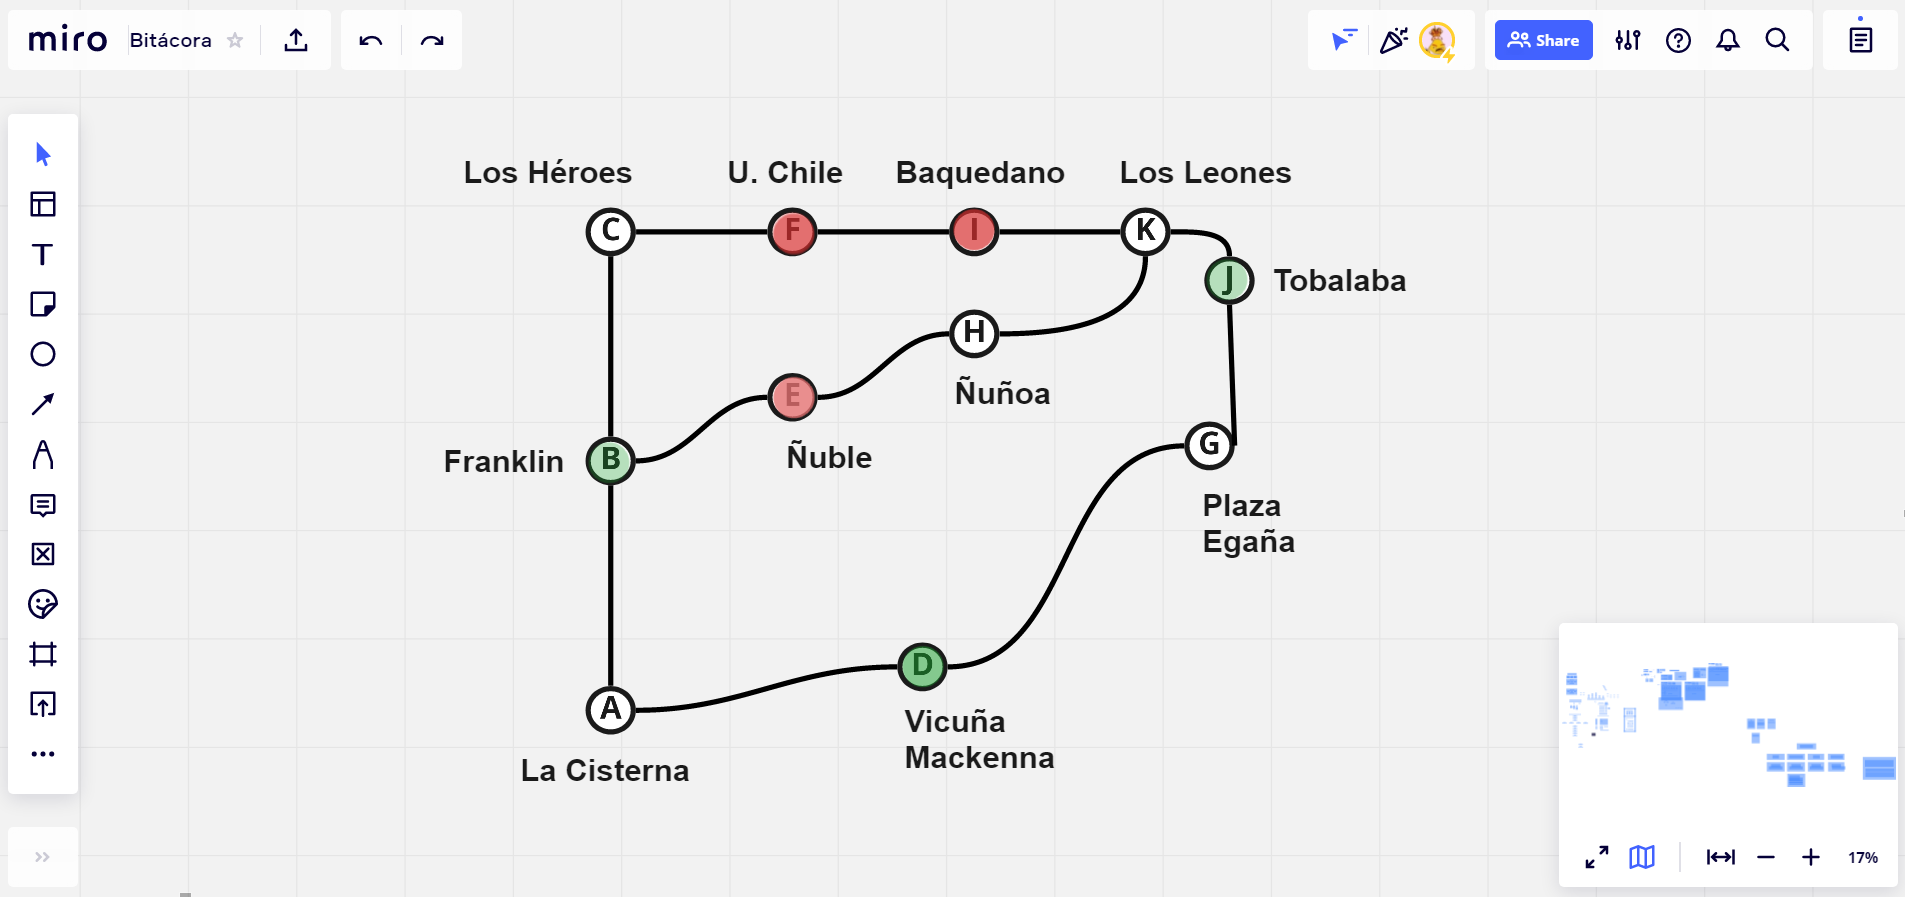 miro
Bitácora
Share
Los Héroes
U. Chile
Baquedano
Los Leones
C
F
I
K
J
Tobalaba
H
Ñuñoa
E
Ñuble
Franklin
B
G
Plaza
Egaña
D
Vicuña
Mackenna
A
La Cisterna
17%